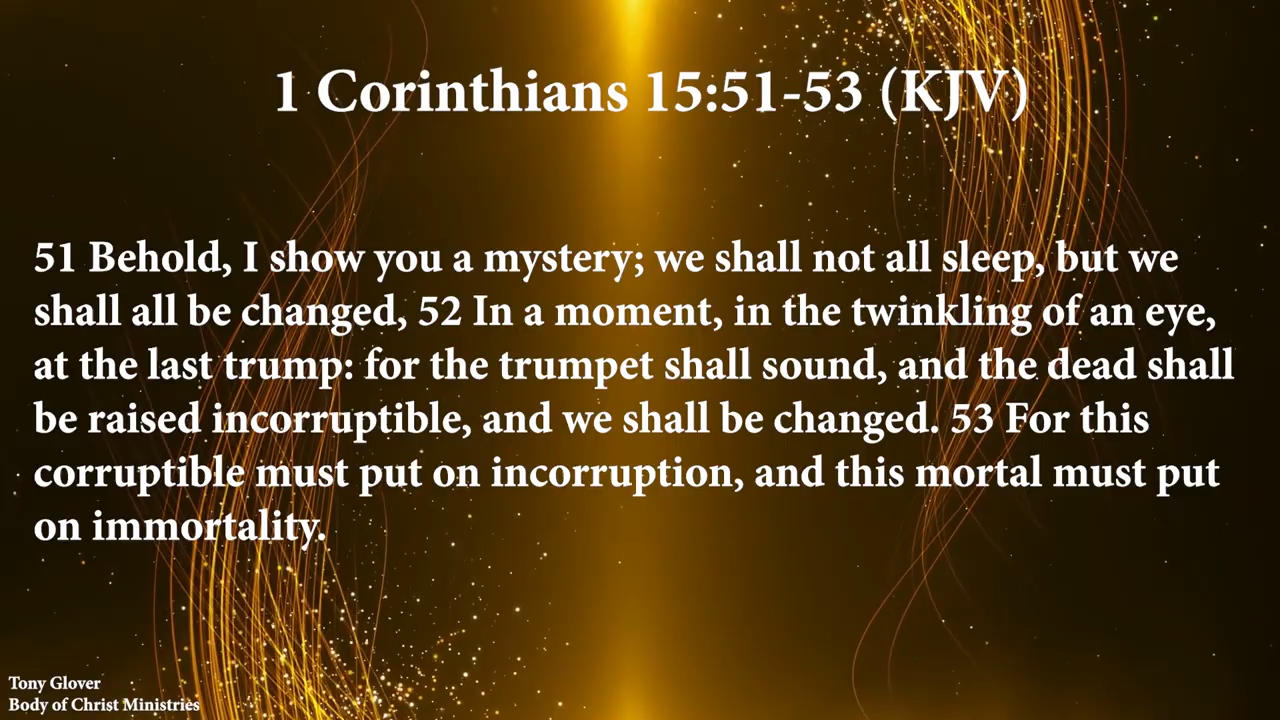 1 Corinthians 15:51-53 (KJV)
51 Behold, I show you a mystery; we shall not all sleep, but we
shall all be changed, 52 In a moment, in the twinkling of an eye,
at the last trump: for the trumpet shall sound, and the dead shall
be raised incorruptible, and we shall be changed. 53 For this
corruptible must put on incorruption, and this mortal must put
on immortality.
Tony Glover
Body of Christ Ministries